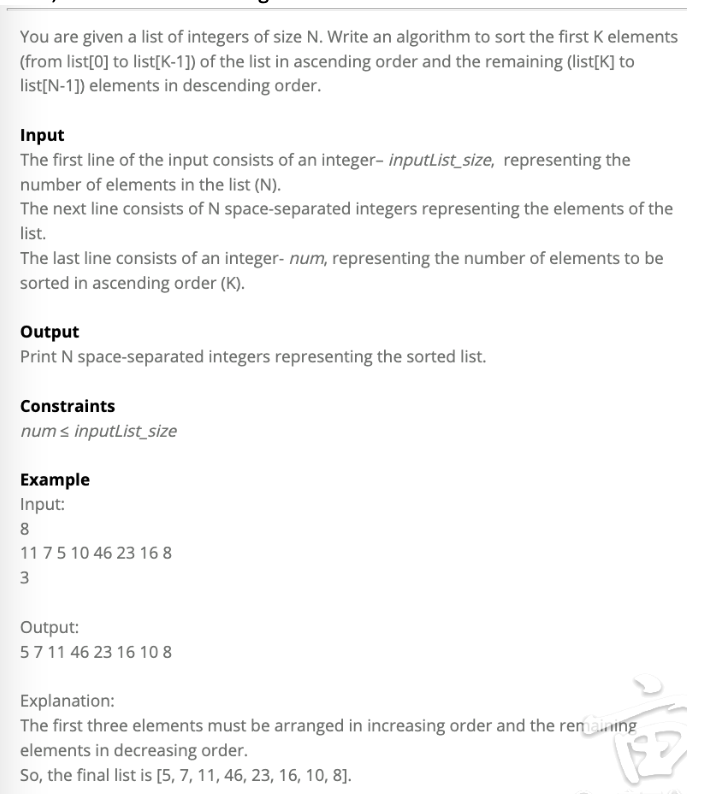 You are given a list of integers of size N. Write an algorithm to sort the first K elements
(from list[0] to list[K-1]) of the list in ascending order and the remaining (list[K] to
list[N-1]) elements in descending order.
Input
The first line of the input consists of an integer– inputList_size, representing the
number of elements in the list (N).
The next line consists of N space-separated integers representing the elements of the
list.
The last line consists of an integer- num, representing the number of elements to be
sorted in ascending order (K).
Output
Print N space-separated integers representing the sorted list.
Constraints
num ≤ inputList_size
Example
Input:
8
11 7 5 10 46 23 16 8
3
Output:
5 7 11 46 23 16 10 8
Explanation:
The first three elements must be arranged in increasing order and the remaining
elements in decreasing order.
So, the final list is [5, 7, 11, 46, 23, 16, 10, 8].